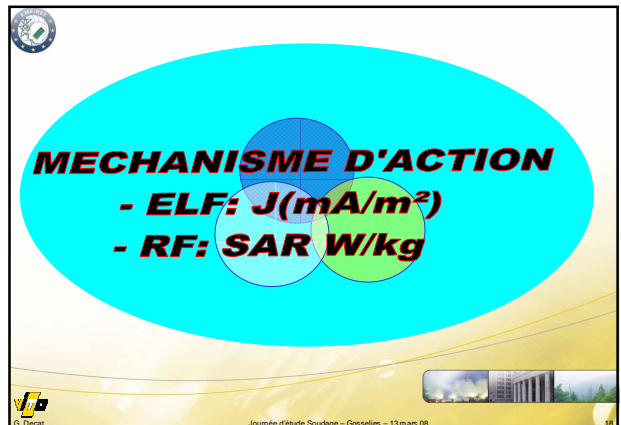 MECHANISME D'ACTION
- ELF: J(mA/m²)
- RF: SAR W/kg
G. Decat
Journée d'étude Soudage – Gosselies – 13 mars 08
18